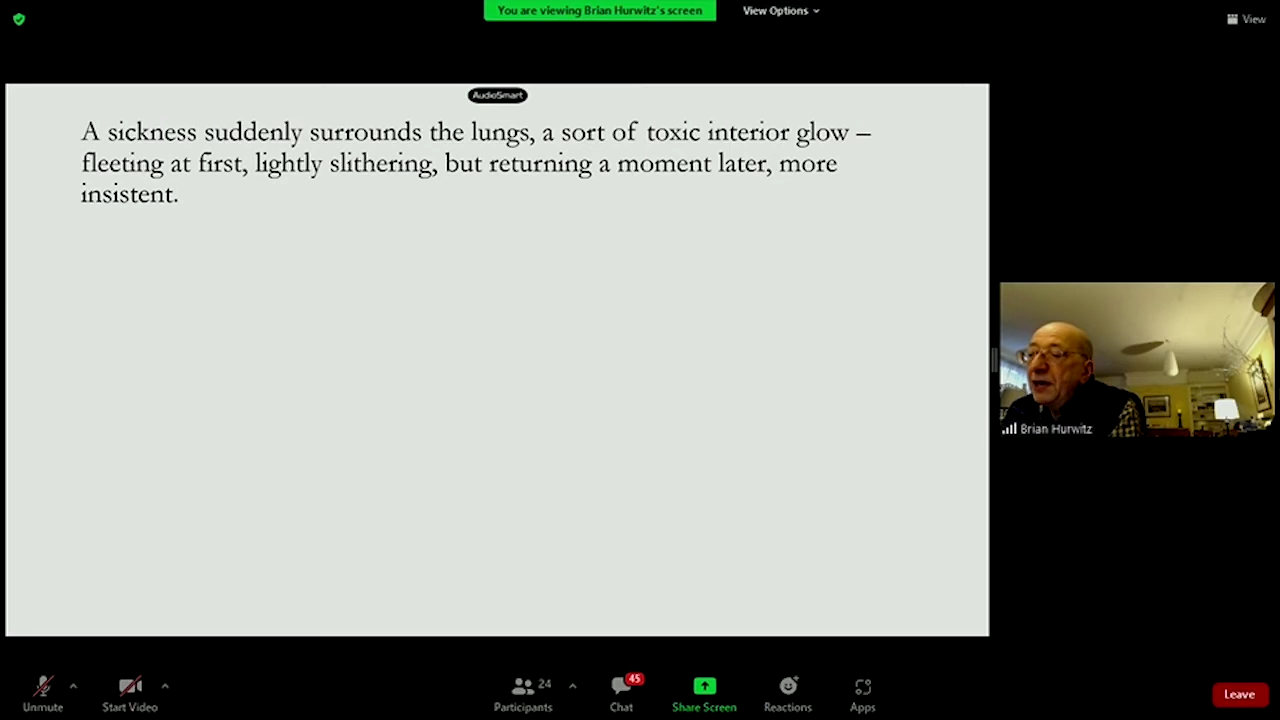 You are viewing Brian Hurwitz's screen
View Options
View
AudioSmart
A sickness suddenly surrounds the lungs, a sort of toxic interior glow –
fleeting at first, lightly slithering, but returning a moment later, more
insistent.
Brian Hurwitz
Unmute
Start Video
24
Participants
45
Chat
Share Screen
Reactions
Apps
Leave